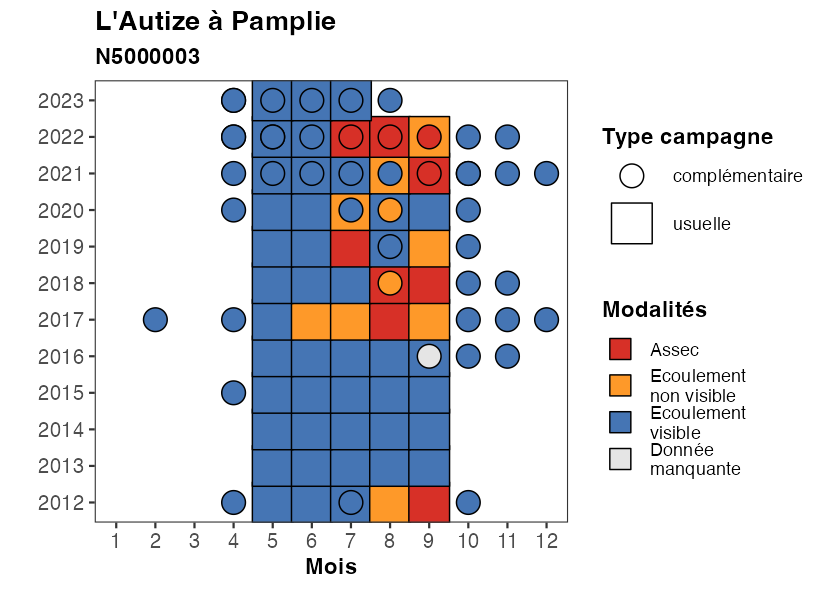 L'Autize à Pamplie
N5000003
2023
2022
2021
2020
2019
2018
2017
2016
2015
2014
2013
2012
1 2 3 4 5 6 7 8 9 10 11 12
Mois
Type campagne
complémentaire
usuelle
Modalités
Assec
Ecoulement
non visible
Ecoulement
visible
Donnée
manquante